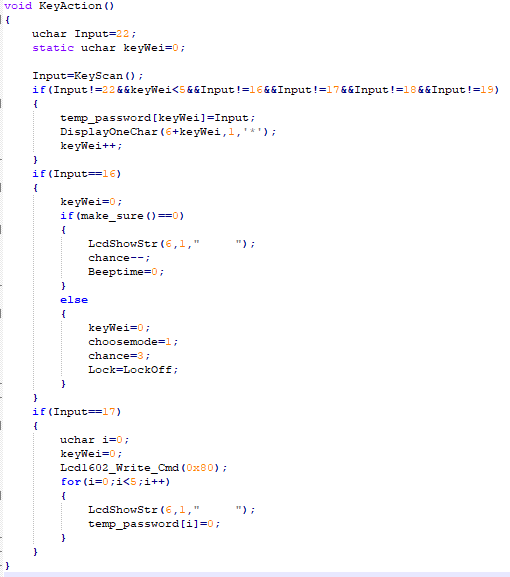 void KeyAction()
{
    uchar Input=22;
    static uchar keyWei=0;

    Input=KeyScan();
    if(Input!=22&&keyWei<5&&Input!=16&&Input!=17&&Input!=18&&Input!=19)
    {
        temp_password[keyWei]=Input;
        DisplayOneChar(6+keyWei,1,'*');
        keyWei++;
    }
    if(Input==16)
    {
        keyWei=0;
        if(make_sure()==0)
        {
            LcdShowStr(6,1,"     ");
            chance--;
            Beeptime=0;
        }
        else
        {
            keyWei=0;
            choosemode=1;
            chance=3;
            Lock=LockOff;
        }
    }
    if(Input==17)
    {
        uchar i=0;
        keyWei=0;
        Lcd1602_Write_Cmd(0x80);
        for(i=0;i<5;i++)
        {
            LcdShowStr(6,1,"     ");
            temp_password[i]=0;
        }
    }
}